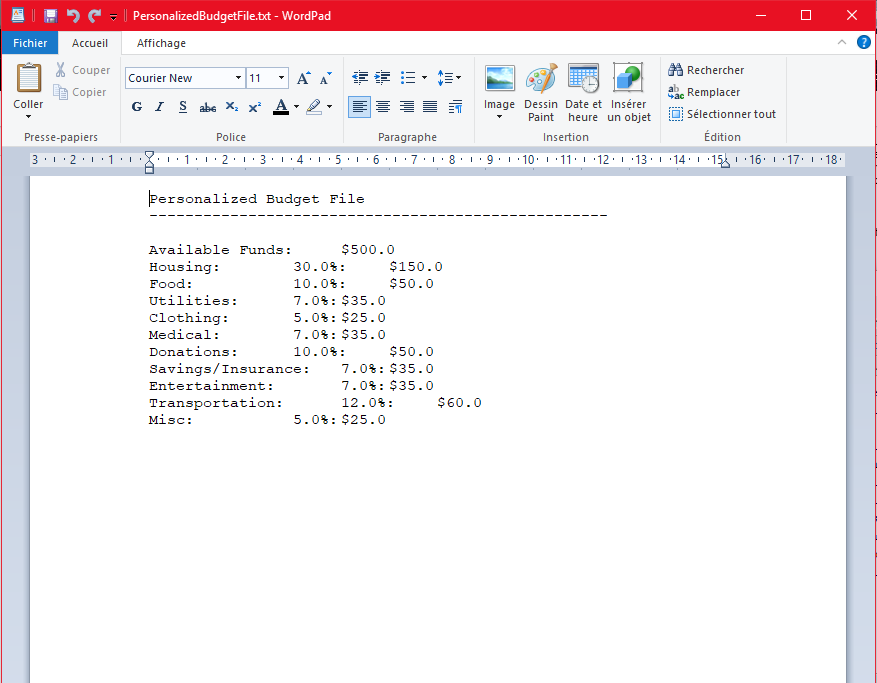 PersonalizedBudgetFile.txt - WordPad
Fichier Accueil Affichage
Coller Couper Copier
Courier New 11
G I S abc X₂ X²
Image Dessin Paint Date et heure Insérer un objet
Rechercher
Remplacer
Sélectionner tout
Presse-papiers Police Paragraphe Insertion Édition
3 2 1 1 2 3 4 5 6 7 8 9 10 11 12 13 14 15 16 17 18
Personalized Budget File
---------------------------------------------------
Available Funds: $500.0
Housing: 30.0%: $150.0
Food: 10.0%: $50.0
Utilities: 7.0%: $35.0
Clothing: 5.0%: $25.0
Medical: 7.0%: $35.0
Donations: 10.0%: $50.0
Savings/Insurance: 7.0%: $35.0
Entertainment: 7.0%: $35.0
Transportation: 12.0%: $60.0
Misc: 5.0%: $25.0